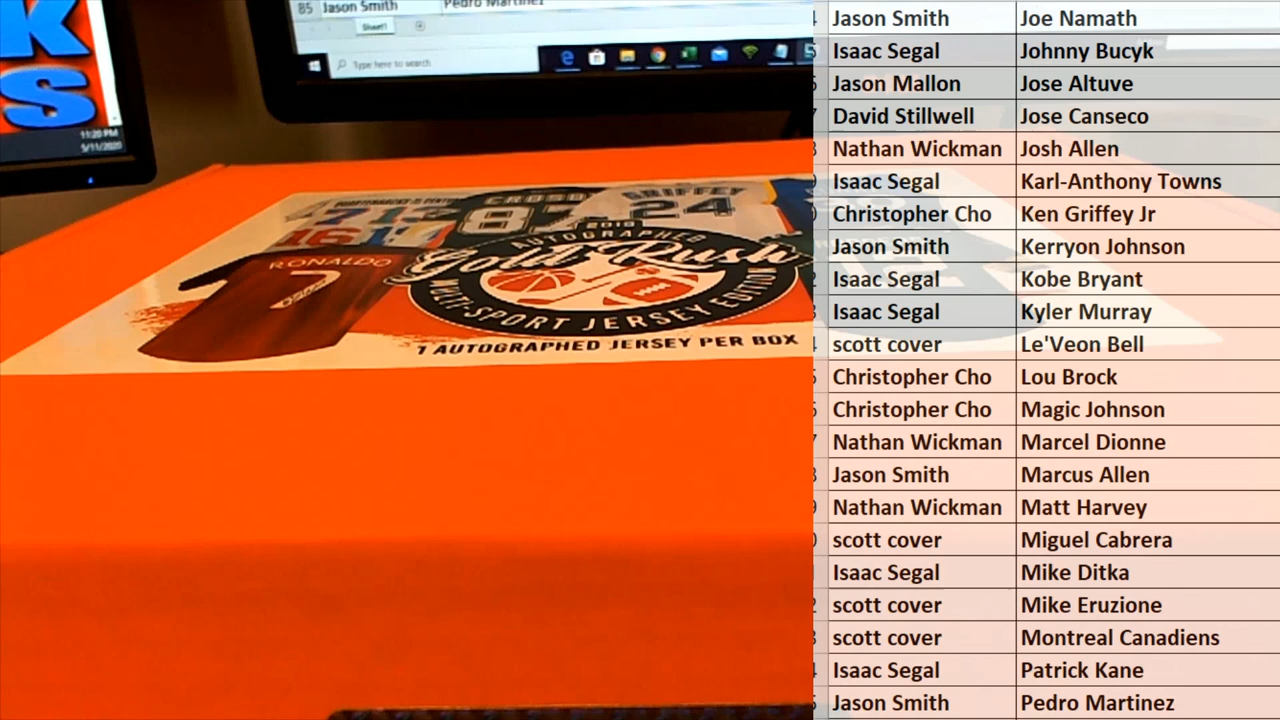 85 Jason Smith Pedro Martinez
Sheet1
Type here to search
K
S
11:20 PM
5/11/2020
CROSB
GRIFFEY
87
24
16
RONALDO
7
2019
AUTOGRAPHED
Gold Rush
MULTI-SPORT JERSEY EDITION
1 AUTOGRAPHED JERSEY PER BOX
Jason Smith Joe Namath
Isaac Segal Johnny Bucyk
Jason Mallon Jose Altuve
David Stillwell Jose Canseco
Nathan Wickman Josh Allen
Isaac Segal Karl-Anthony Towns
Christopher Cho Ken Griffey Jr
Jason Smith Kerryon Johnson
Isaac Segal Kobe Bryant
Isaac Segal Kyler Murray
scott cover Le'Veon Bell
Christopher Cho Lou Brock
Christopher Cho Magic Johnson
Nathan Wickman Marcel Dionne
Jason Smith Marcus Allen
Nathan Wickman Matt Harvey
scott cover Miguel Cabrera
Isaac Segal Mike Ditka
scott cover Mike Eruzione
scott cover Montreal Canadiens
Isaac Segal Patrick Kane
Jason Smith Pedro Martinez